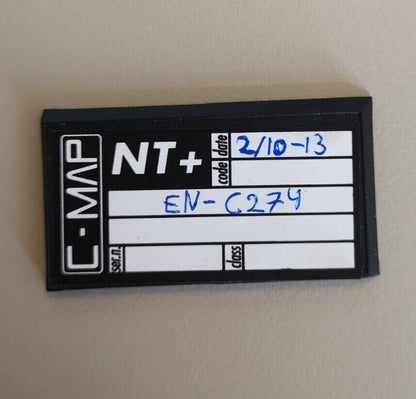 C-MAP
NT+
date 2/10-13
code
EN-C274
ser.n.
class